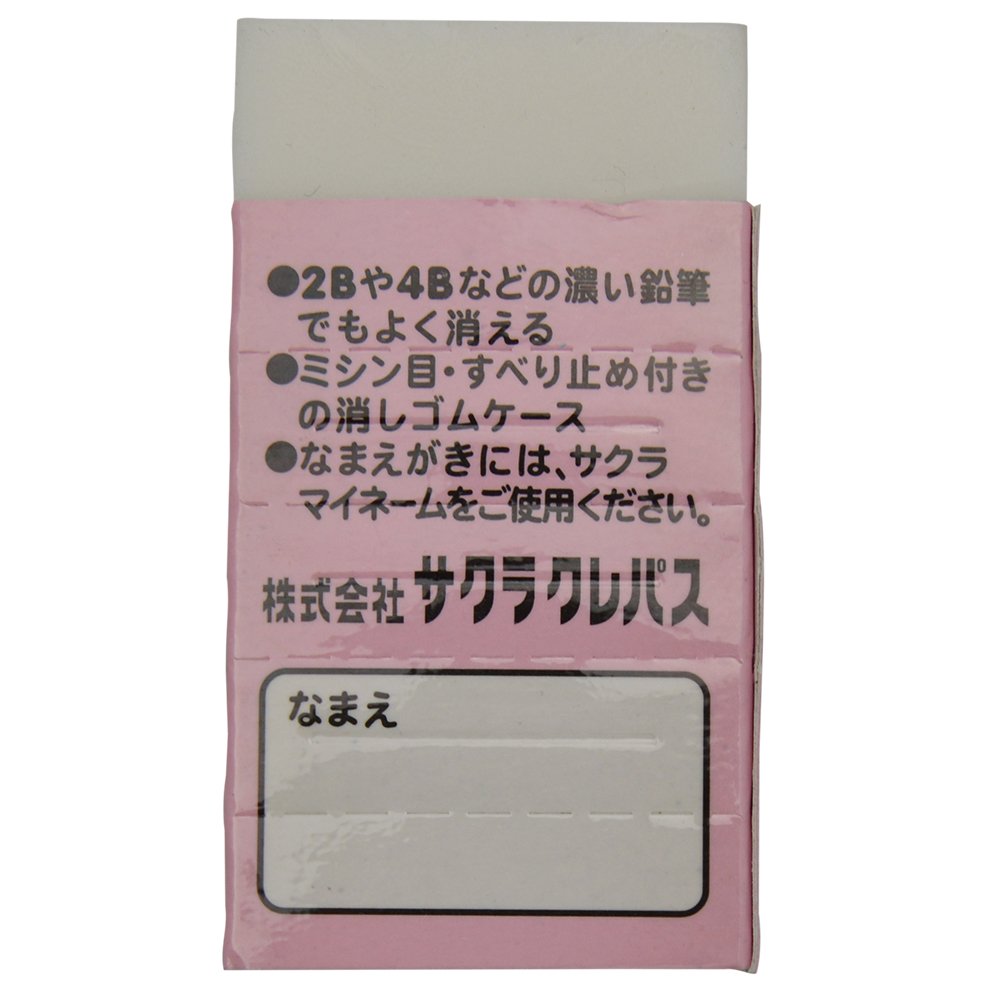 ●2Bや4Bなどの濃い鉛筆
でもよく消える
●ミシン目・すべり止め付き
の消しゴムケース
●なまえがきには、サクラ
マイネームをご使用ください。
株式会社 サクラクレパス
なまえ